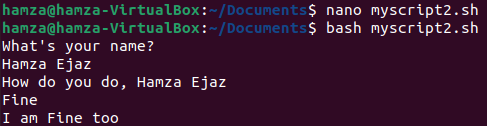 hamza@hamza-VirtualBox:~/Documents$ nano myscript2.sh
hamza@hamza-VirtualBox:~/Documents$ bash myscript2.sh
What's your name?
Hamza Ejaz
How do you do, Hamza Ejaz
Fine
I am Fine too